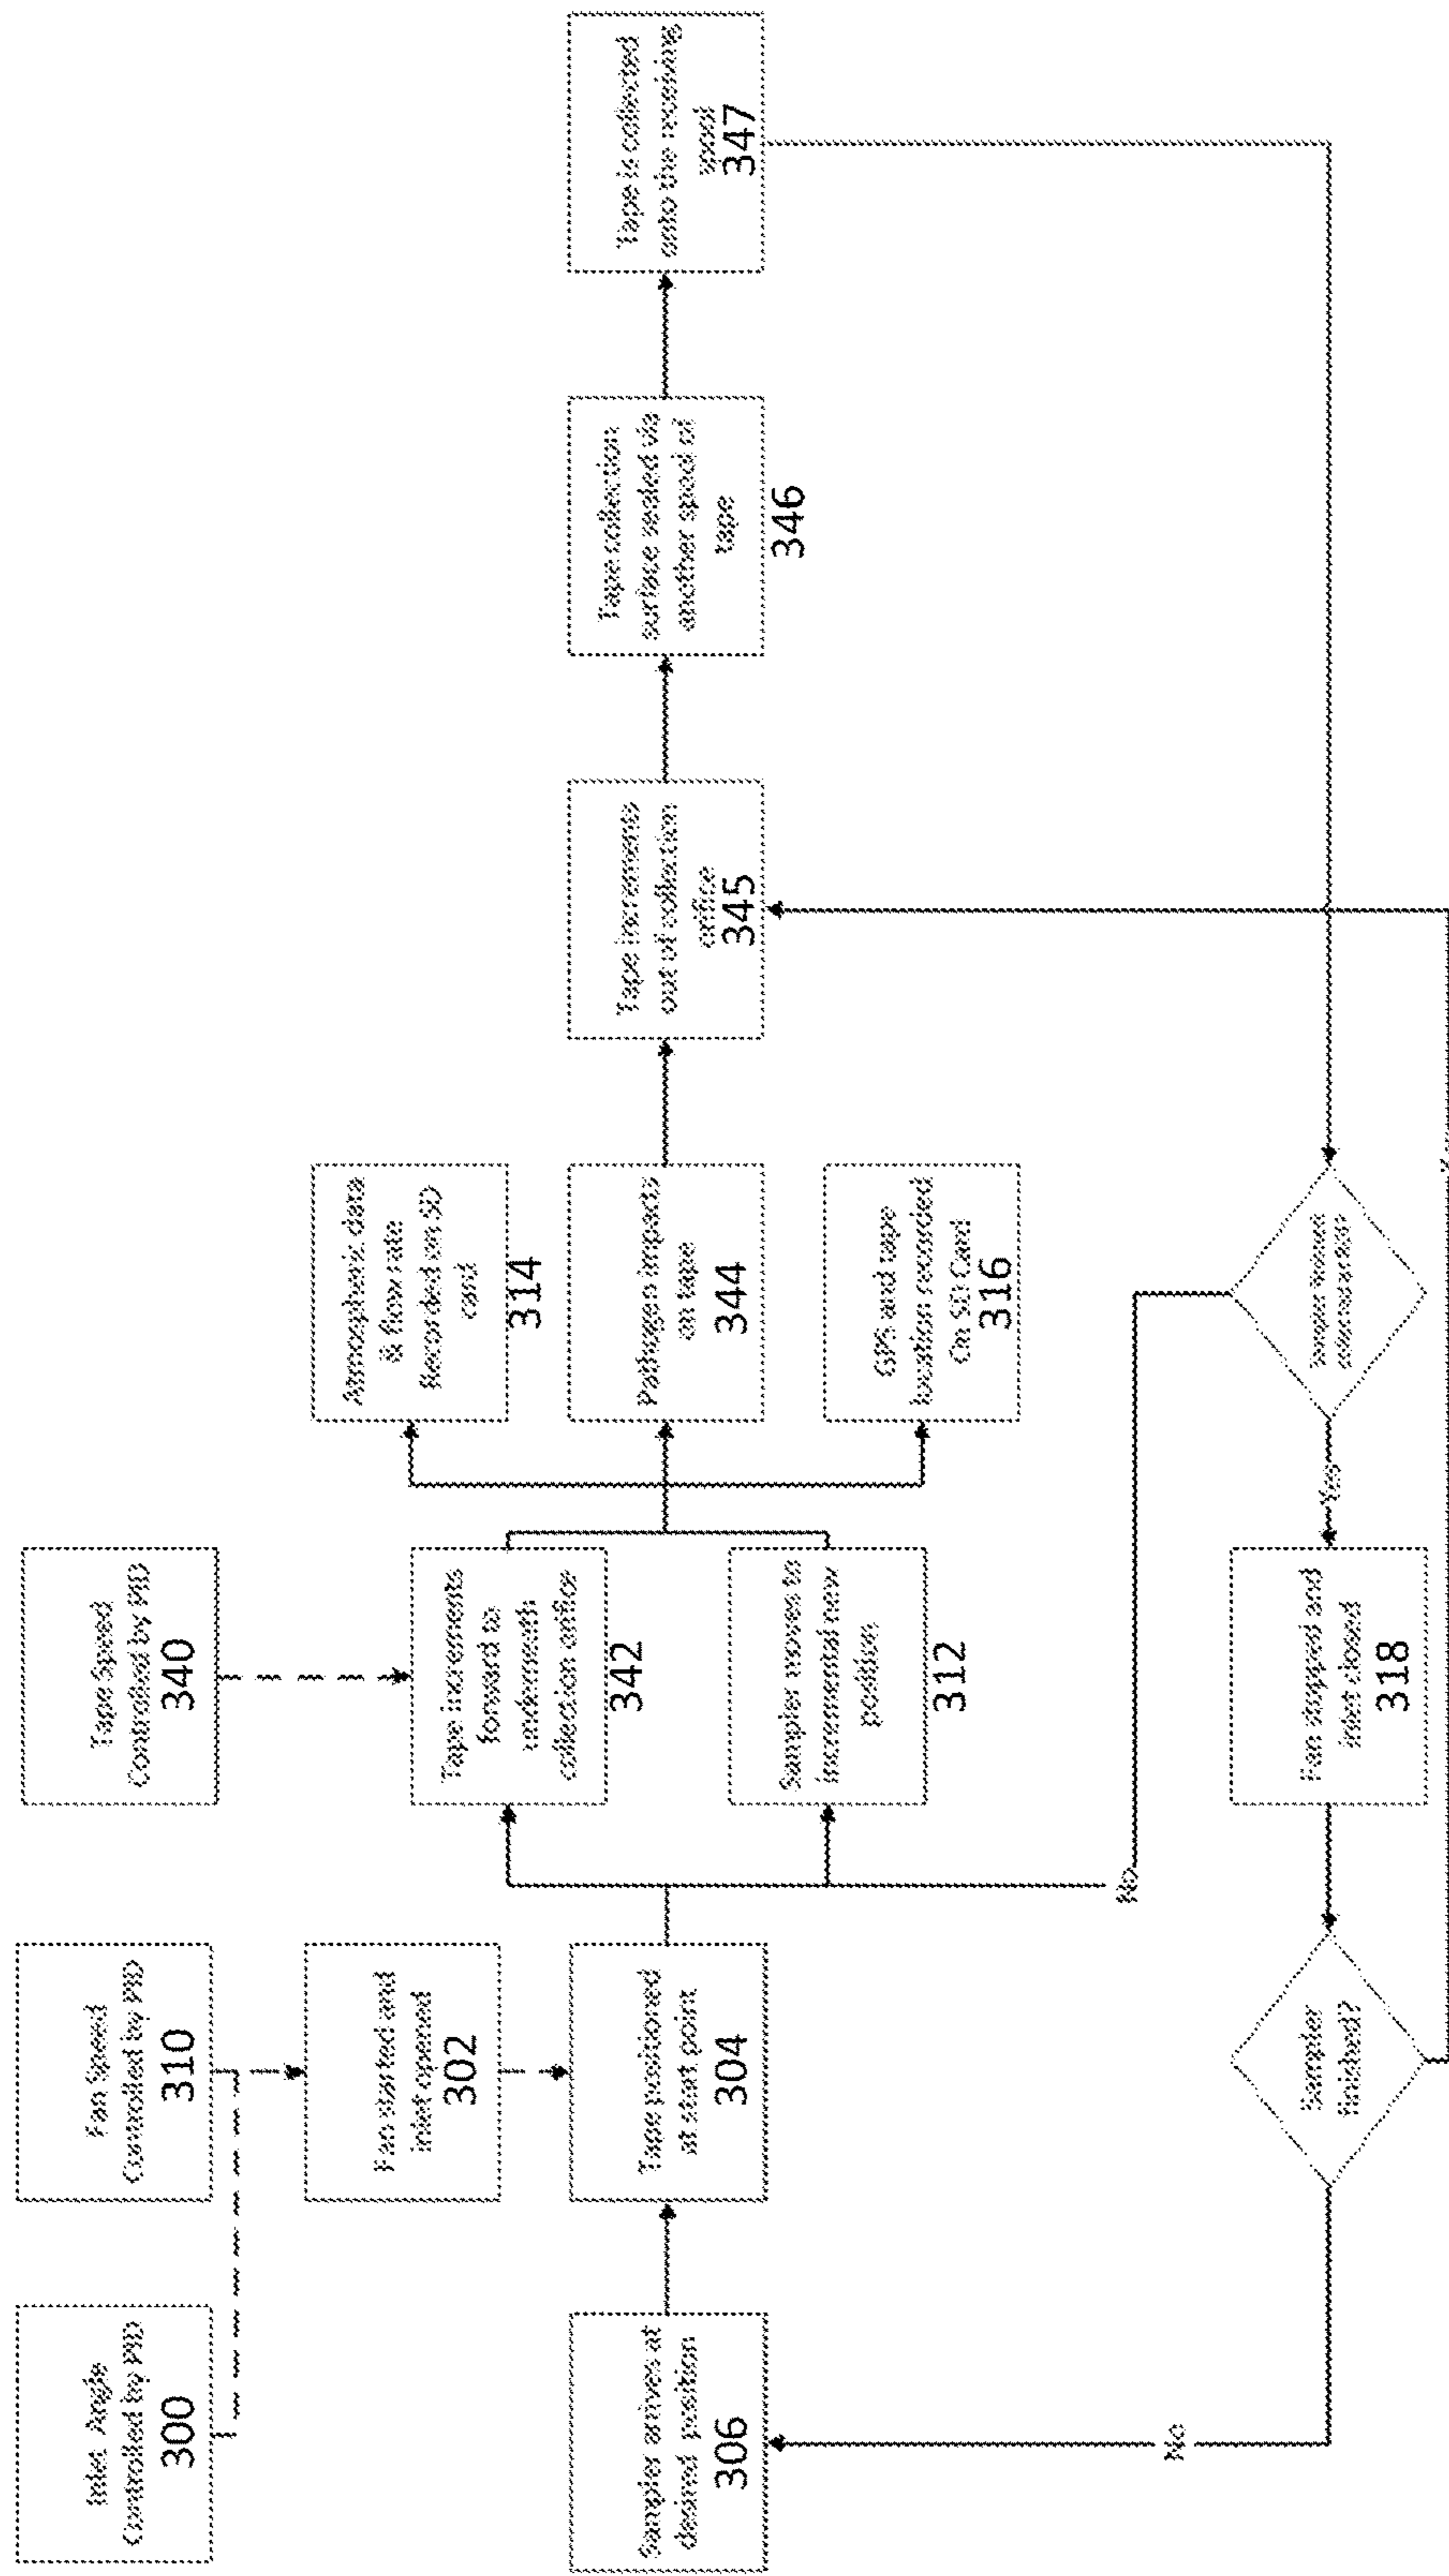 Inlet Angle
Controlled by PID
300
Fan Speed
Controlled by PID
310
Tape Speed
Controlled by PID
340
Fan started and
inlet opened
302
Sampler arrives at
desired position
306
Tape positioned
at start point
304
Tape increments
forward to
underneath
collection orifice
342
Sampler moves to
incremental new
position
312
Atmospheric data
& flow rate
Recorded on SD
card
314
Pathogen impacts
on tape
344
GPS and tape
location recorded
On SD Card
316
Tape increments
out of collection
orifice
345
Tape collection
surface sealed via
another spool of
tape
346
Tape is collected
onto the receiving
spool
347
No
No
Sampler
finished?
Fan stopped and
inlet closed
318
Yes